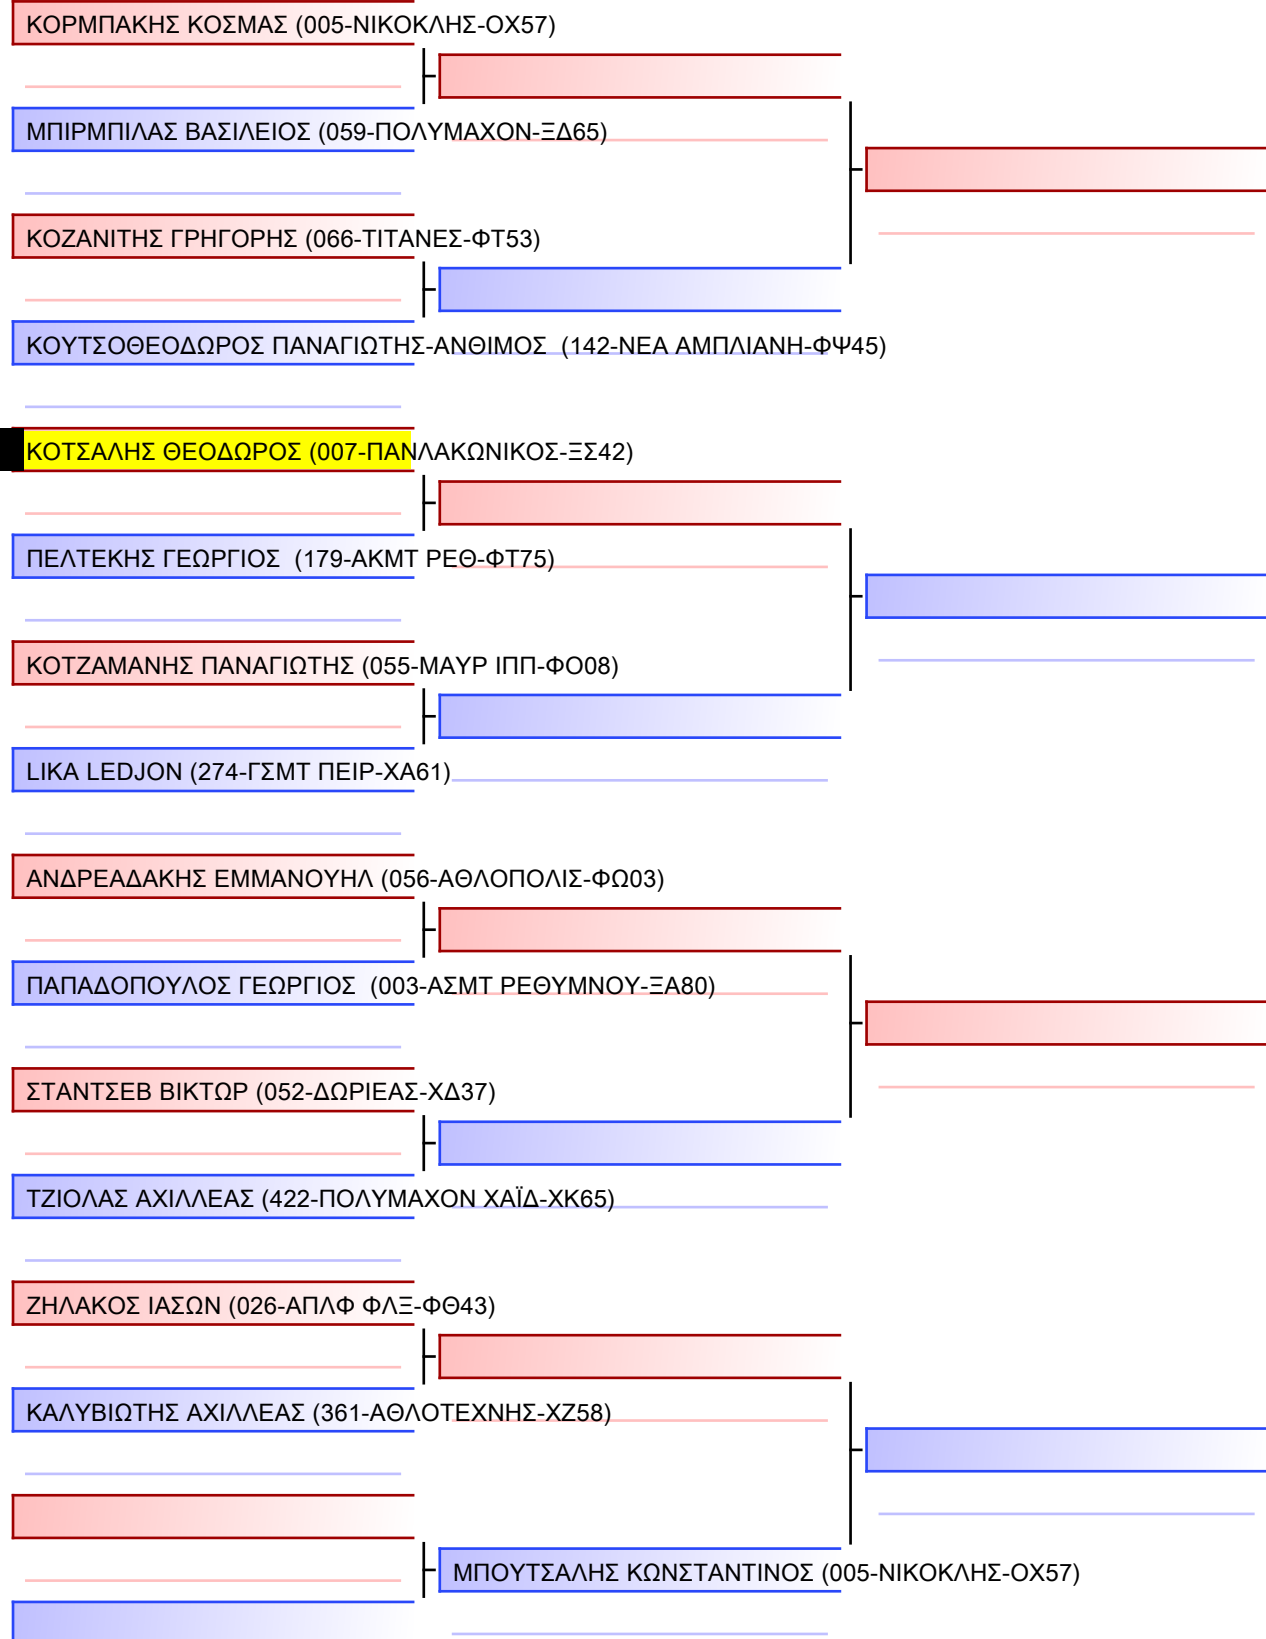 ΚΟΡΜΠΑΚΗΣ ΚΟΣΜΑΣ (005-ΝΙΚΟΚΛΗΣ-ΟΧ57)
ΜΠΙΡΜΠΙΛΑΣ ΒΑΣΙΛΕΙΟΣ (059-ΠΟΛΥΜΑΧΟΝ-ΞΔ65)
ΚΟΖΑΝΙΤΗΣ ΓΡΗΓΟΡΗΣ (066-ΤΙΤΑΝΕΣ-ΦΤ53)
ΚΟΥΤΣΟΘΕΟΔΩΡΟΣ ΠΑΝΑΓΙΩΤΗΣ-ΑΝΘΙΜΟΣ (142-ΝΕΑ ΑΜΠΛΙΑΝΗ-ΦΨ45)
ΚΟΤΣΑΛΗΣ ΘΕΟΔΩΡΟΣ (007-ΠΑΝΛΑΚΩΝΙΚΟΣ-ΞΣ42)
ΠΕΛΤΕΚΗΣ ΓΕΩΡΓΙΟΣ (179-ΑΚΜΤ ΡΕΘ-ΦΤ75)
ΚΟΤΖΑΜΑΝΗΣ ΠΑΝΑΓΙΩΤΗΣ (055-ΜΑΥΡ ΙΠΠ-ΦΟ08)
LIKA LEDJON (274-ΓΣΜΤ ΠΕΙΡ-ΧΑ61)
ΑΝΔΡΕΑΔΑΚΗΣ ΕΜΜΑΝΟΥΗΛ (056-ΑΘΛΟΠΟΛΙΣ-ΦΩ03)
ΠΑΠΑΔΟΠΟΥΛΟΣ ΓΕΩΡΓΙΟΣ (003-ΑΣΜΤ ΡΕΘΥΜΝΟΥ-ΞΑ80)
ΣΤΑΝΤΣΕΒ ΒΙΚΤΩΡ (052-ΔΩΡΙΕΑΣ-ΧΔ37)
ΤΖΙΟΛΑΣ ΑΧΙΛΛΕΑΣ (422-ΠΟΛΥΜΑΧΟΝ ΧΑΪΔ-ΧΚ65)
ΖΗΛΑΚΟΣ ΙΑΣΩΝ (026-ΑΠΛΦ ΦΛΞ-ΦΘ43)
ΚΑΛΥΒΙΩΤΗΣ ΑΧΙΛΛΕΑΣ (361-ΑΘΛΟΤΕΧΝΗΣ-ΧΖ58)
ΜΠΟΥΤΣΑΛΗΣ ΚΩΝΣΤΑΝΤΙΝΟΣ (005-ΝΙΚΟΚΛΗΣ-ΟΧ57)